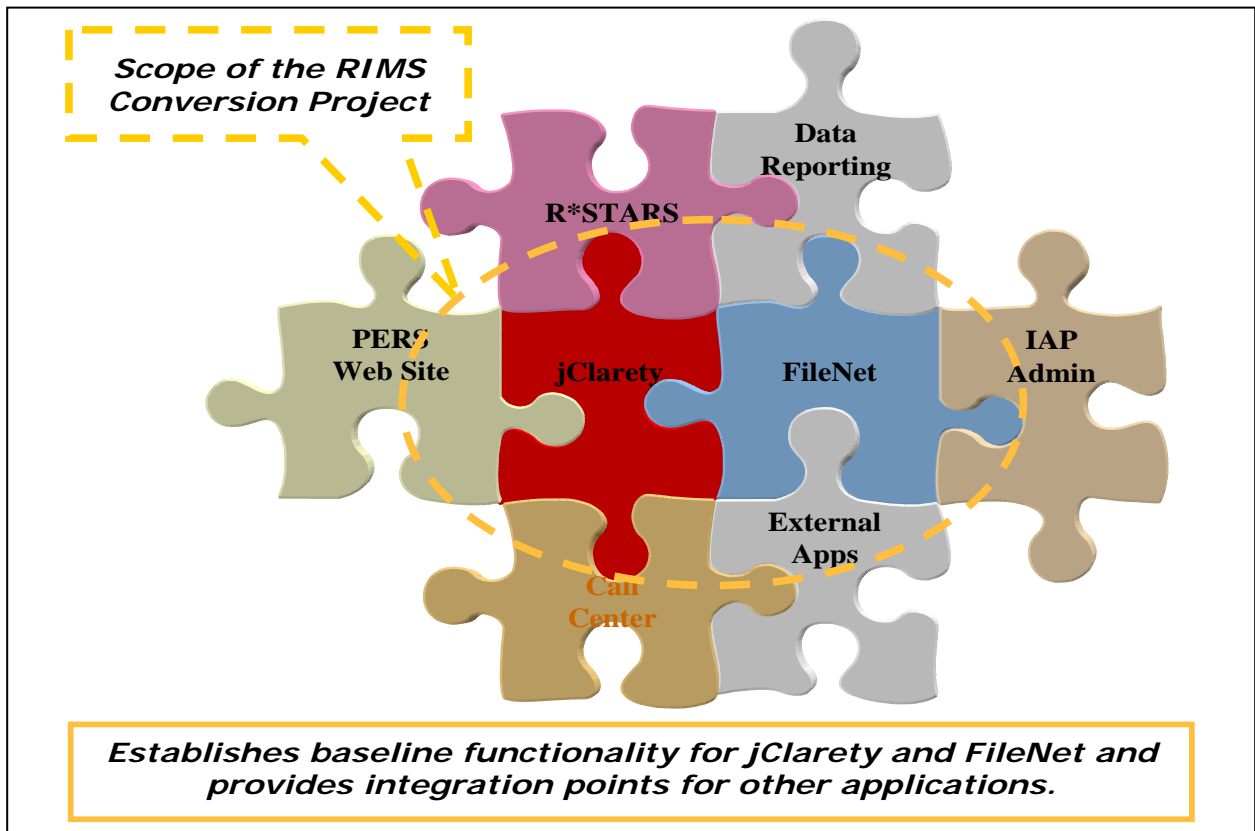 Scope of the RIMS
Conversion Project
Data
Reporting
R*STARS
PERS
Web Site
jClarety
FileNet
IAP
Admin
External
Apps
Call
Center
Establishes baseline functionality for jClarety and FileNet and
provides integration points for other applications.